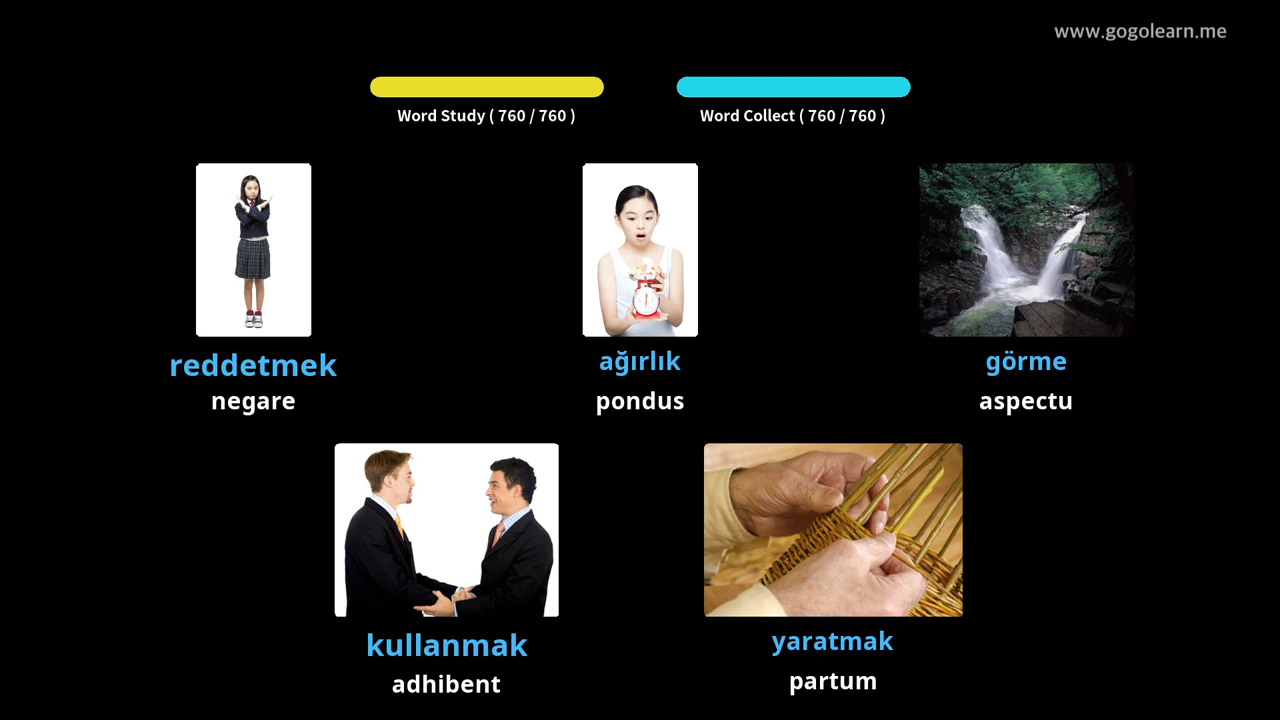 www.gogolearn.me
Word Study ( 760 / 760 )
Word Collect ( 760 / 760 )
reddetmek
negare
ağırlık
pondus
görme
aspectu
kullanmak
adhibent
yaratmak
partum